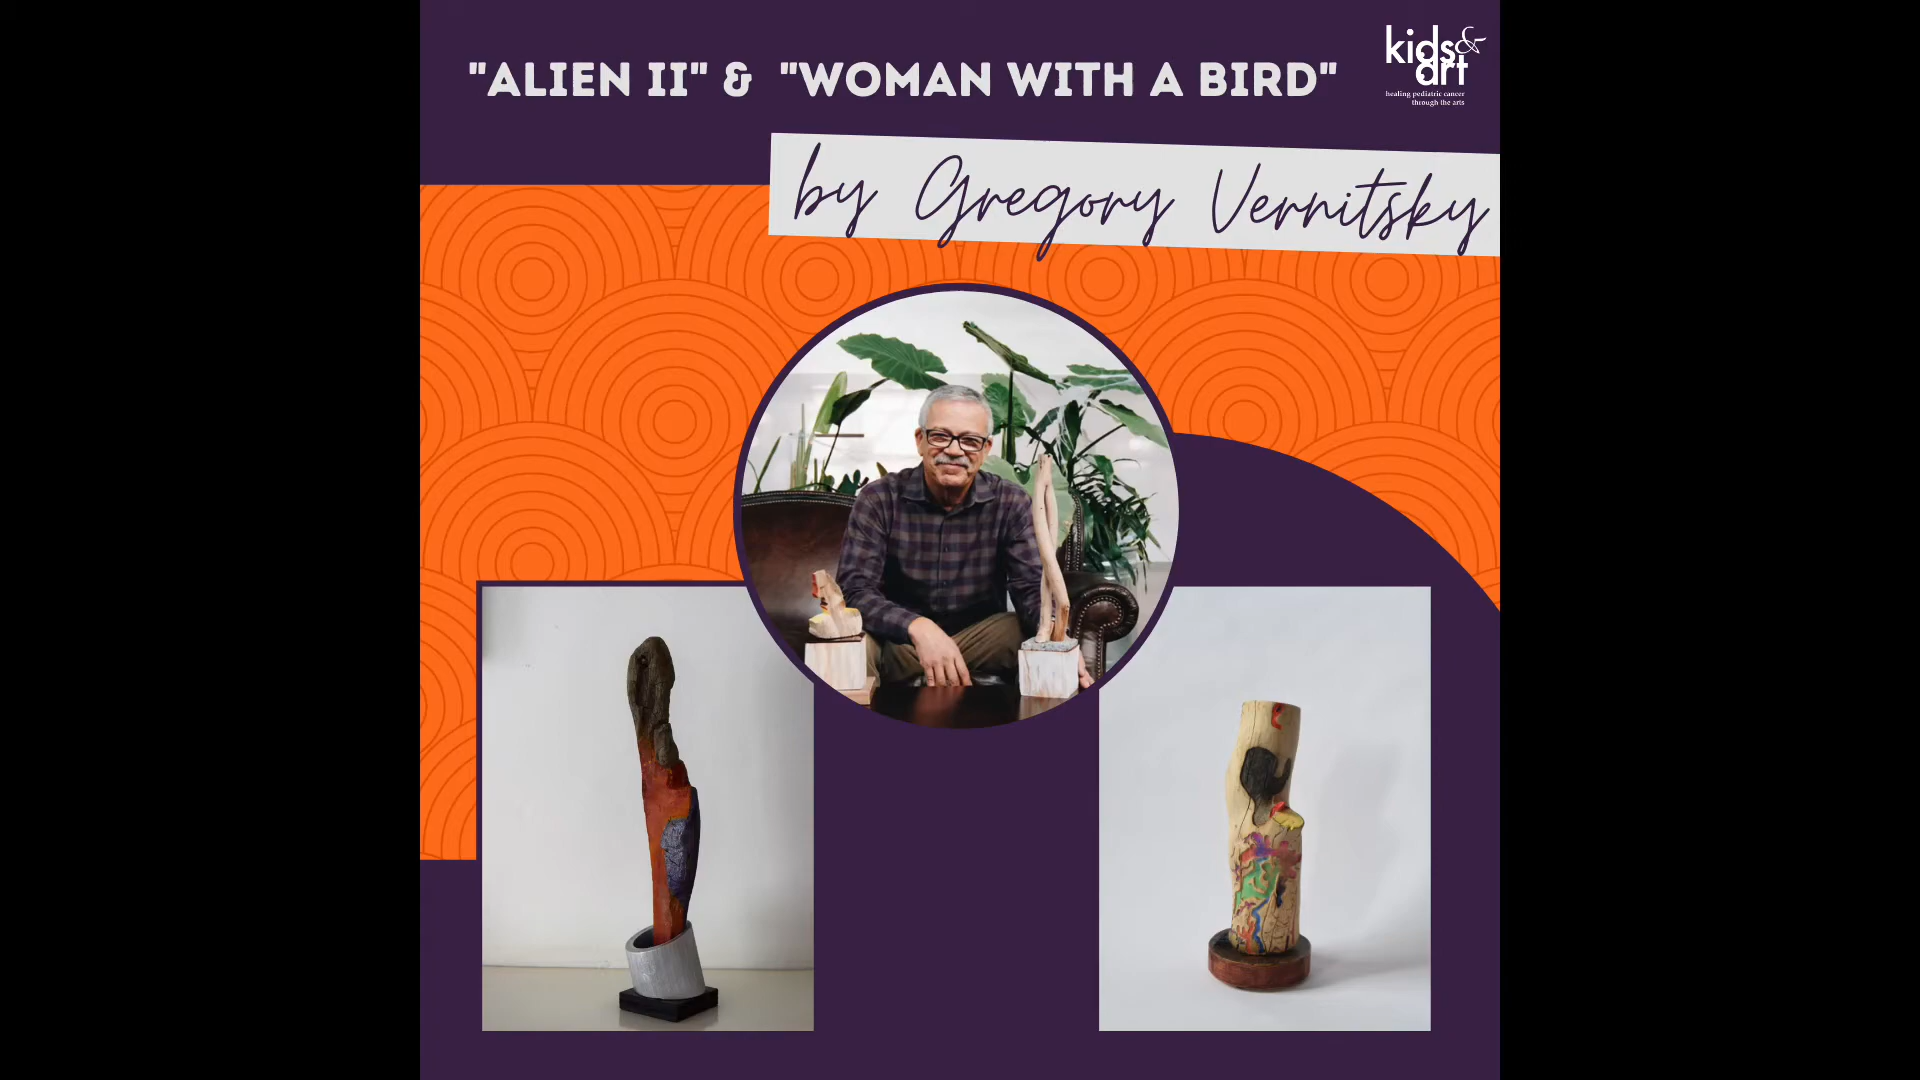 "ALIEN II" & "WOMAN WITH A BIRD"
kids &
art
healing pediatric cancer
through the arts
by Gregory Vernitsky